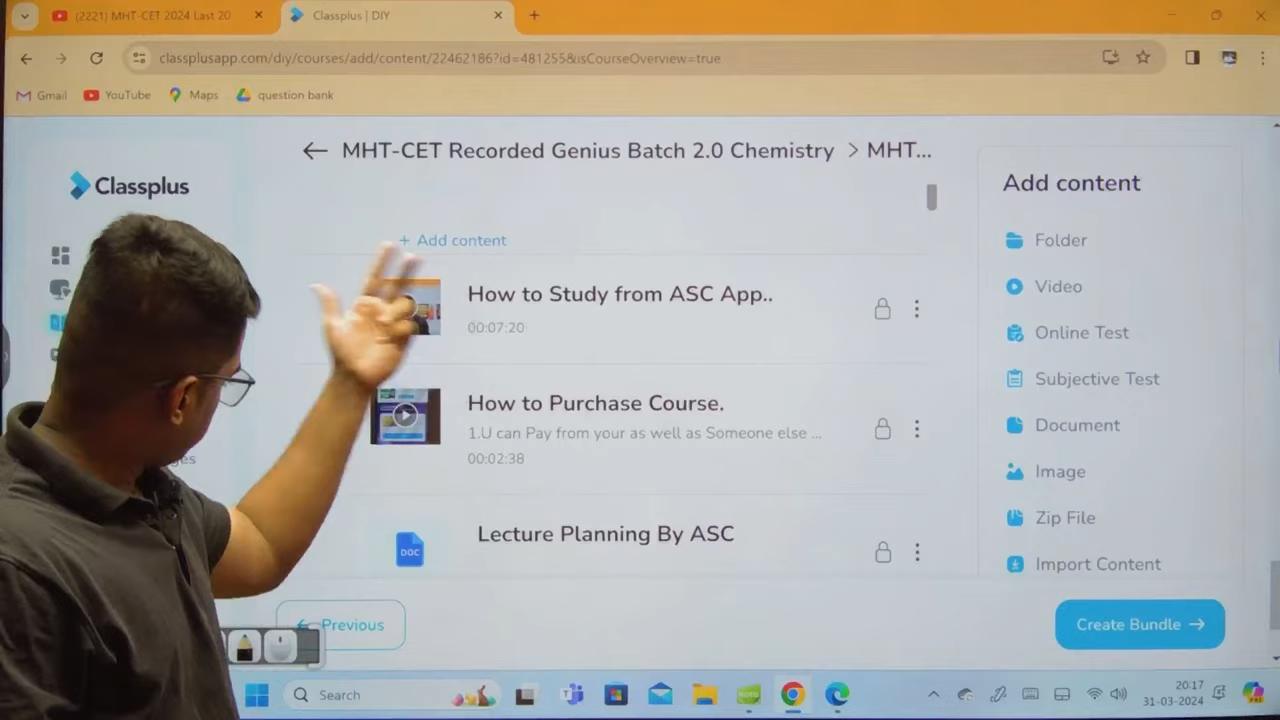 (2221) MHT-CET 2024 Last 20
Classplus | DIY
classplusapp.com/diy/courses/add/content/22462186?id=481255&isCourseOverview=true
Gmail
YouTube
Maps
question bank
Classplus
MHT-CET Recorded Genius Batch 2.0 Chemistry > MHT...
+ Add content
How to Study from ASC App..
00:07:20
How to Purchase Course.
1.U can Pay from your as well as Someone else ...
00:02:38
DOC
Lecture Planning By ASC
Previous
Create Bundle
Add content
Folder
Video
Online Test
Subjective Test
Document
Image
Zip File
Import Content
Search
20:17
31-03-2024